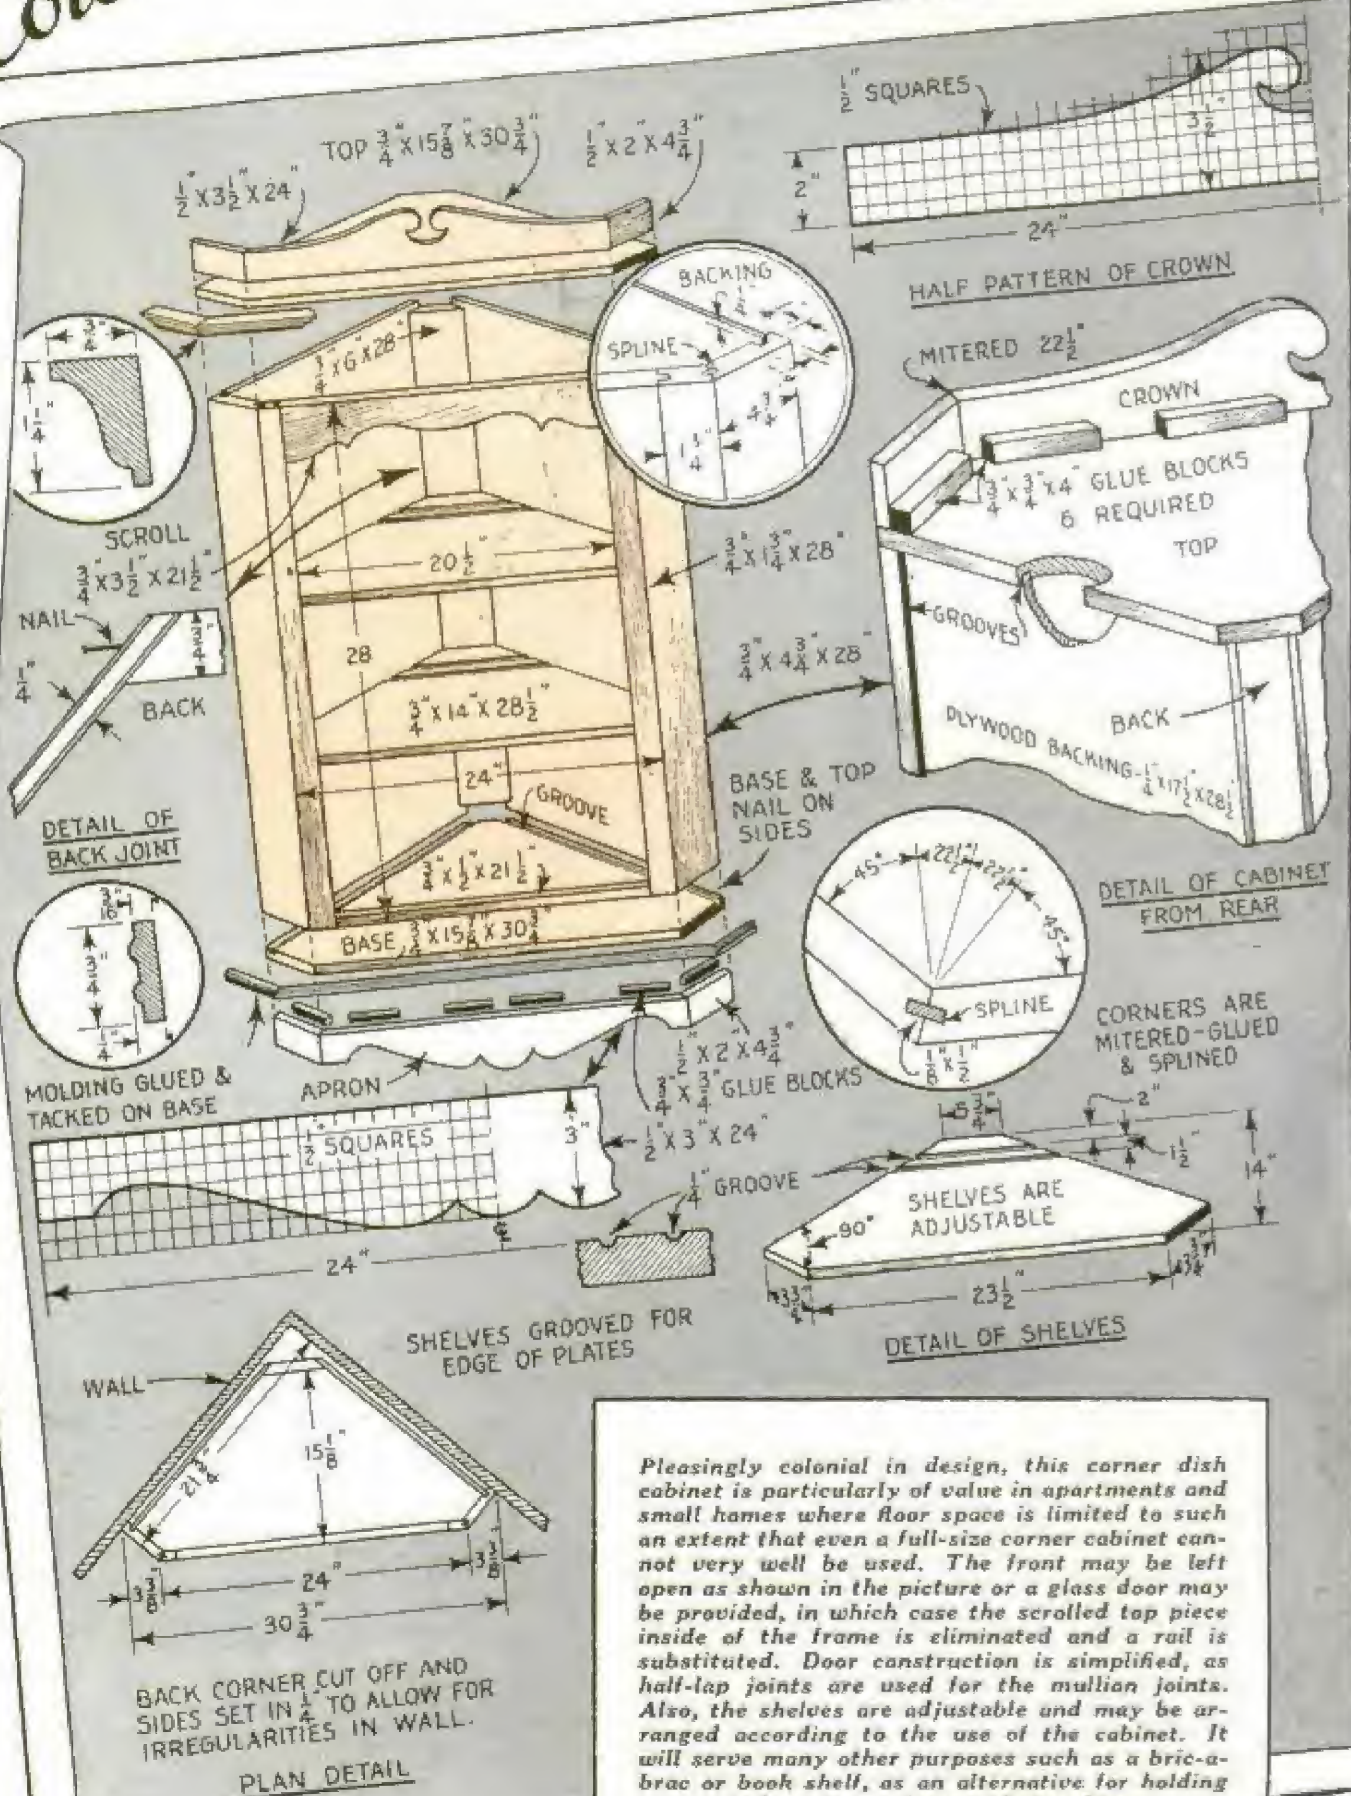 ½" SQUARES
TOP ¾" X 15⅞" X 30¾"
½" X 2" X 4¾"
½" X 3½" X 24"
2"
3½"
24"
HALF PATTERN OF CROWN
BACKING
½"
SPLINE
4¾"
1¾"
MITERED 22½°
CROWN
¾" X ¾" X 4" GLUE BLOCKS
6 REQUIRED
TOP
GROOVES
BACK
PLYWOOD BACKING-¼" X 17½" X 28½"
DETAIL OF CABINET
FROM REAR
¾"
1¼"
¾" X 6" X 28"
SCROLL
¾" X 3½" X 21½"
20½"
¾" X 1¾" X 28"
NAIL
¾"
¼"
BACK
DETAIL OF
BACK JOINT
28
¾" X 14" X 28½"
¾" X 4¾" X 28"
24"
GROOVE
BASE & TOP
NAIL ON
SIDES
¾" X ½" X 21½"
BASE ¾" X 15⅞" X 30¾"
45°
22½°
22½°
45°
SPLINE
⅛" X ½"
CORNERS ARE
MITERED-GLUED
& SPLINED
3/16"
¾"
¼"
MOLDING GLUED &
TACKED ON BASE
APRON
½" X 2" X 4¾"
¾" X ¾" GLUE BLOCKS
½" X 3" X 24"
½" SQUARES
3"
24"
¼" GROOVE
SHELVES GROOVED FOR
EDGE OF PLATES
5¾"
2"
1½"
14"
SHELVES ARE
ADJUSTABLE
90°
3¾"
23½"
3¾"
DETAIL OF SHELVES
WALL
21¾"
15⅛"
24"
3⅜"
3⅜"
30¾"
BACK CORNER CUT OFF AND
SIDES SET IN ¼" TO ALLOW FOR
IRREGULARITIES IN WALL.
PLAN DETAIL
Pleasingly colonial in design, this corner dish
cabinet is particularly of value in apartments and
small homes where floor space is limited to such
an extent that even a full-size corner cabinet can-
not very well be used. The front may be left
open as shown in the picture or a glass door may
be provided, in which case the scrolled top piece
inside of the frame is eliminated and a rail is
substituted. Door construction is simplified, as
half-lap joints are used for the mullion joints.
Also, the shelves are adjustable and may be ar-
ranged according to the use of the cabinet. It
will serve many other purposes such as a bric-a-
brac or book shelf, as an alternative for holding